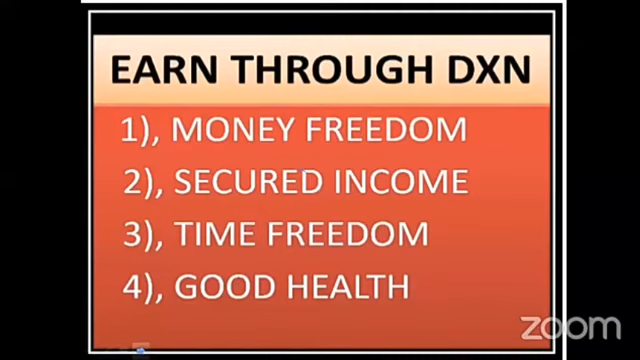 EARN THROUGH DXN
1), MONEY FREEDOM
2), SECURED INCOME
3), TIME FREEDOM
4), GOOD HEALTH
zoom